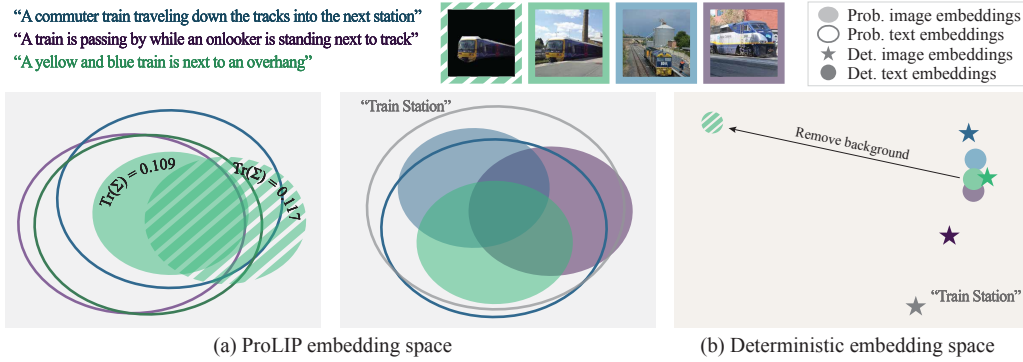 "A commuter train traveling down the tracks into the next station"
"A train is passing by while an onlooker is standing next to track"
"A yellow and blue train is next to an overhang"
Prob. image embeddings
Prob. text embeddings
Det. image embeddings
Det. text embeddings
Tr(Σ) = 0.109
Tr(Σ) = 0.117
"Train Station"
Remove background
"Train Station"
(a) ProLIP embedding space
(b) Deterministic embedding space